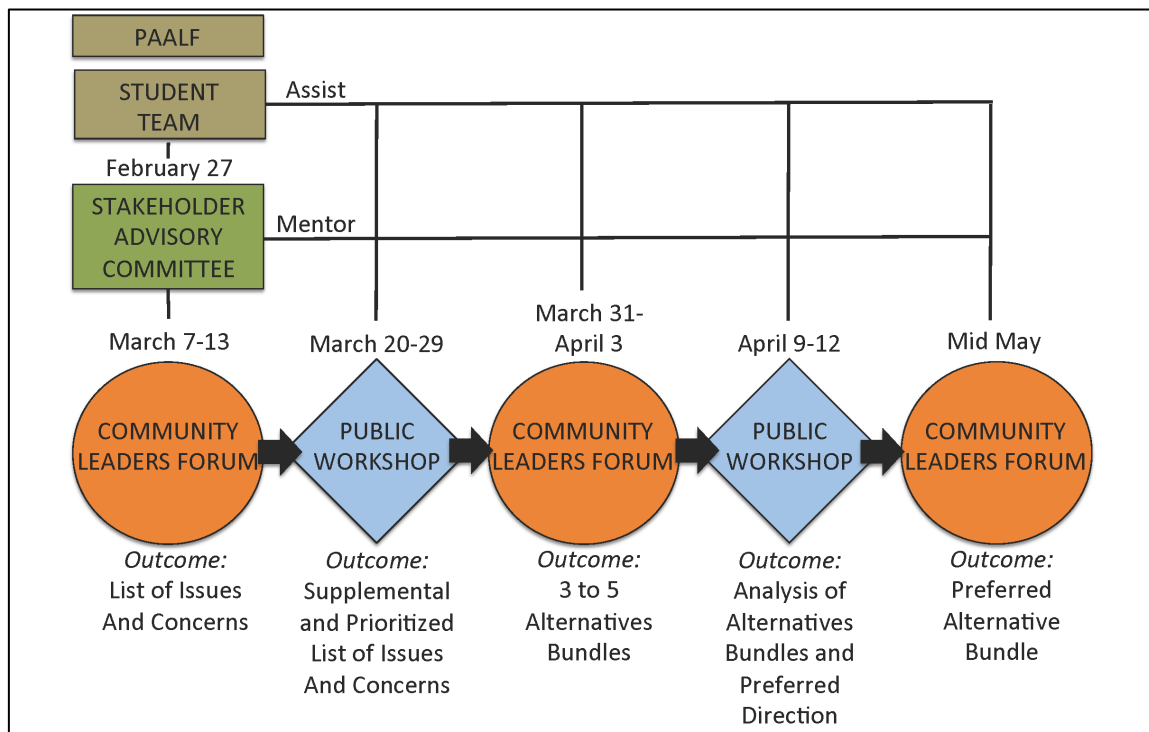 PAALF
STUDENT
TEAM
Assist
February 27
STAKEHOLDER
ADVISORY
COMMITTEE
Mentor
March 7-13
March 20-29
March 31-
April 3
April 9-12
Mid May
COMMUNITY
LEADERS FORUM
PUBLIC
WORKSHOP
COMMUNITY
LEADERS FORUM
PUBLIC
WORKSHOP
COMMUNITY
LEADERS FORUM
Outcome:
List of Issues
And Concerns
Outcome:
Supplemental
and Prioritized
List of Issues
And Concerns
Outcome:
3 to 5
Alternatives
Bundles
Outcome:
Analysis of
Alternatives
Bundles and
Preferred
Direction
Outcome:
Preferred
Alternative
Bundle